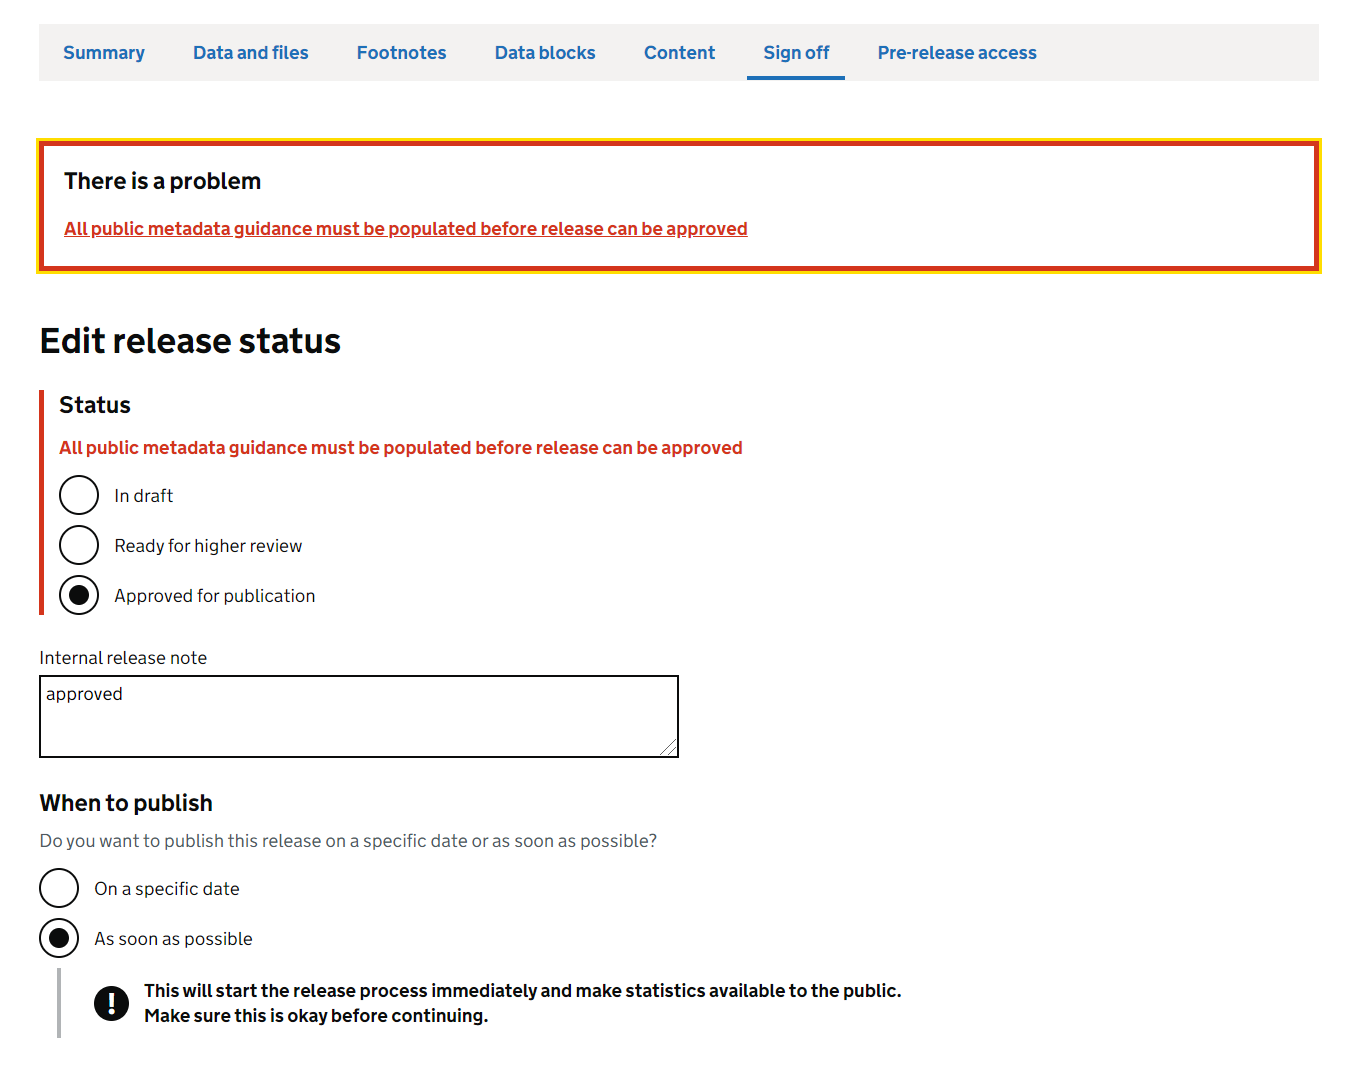 Summary Data and files Footnotes Data blocks Content Sign off Pre-release access
There is a problem
All public metadata guidance must be populated before release can be approved
Edit release status
Status
All public metadata guidance must be populated before release can be approved
In draft
Ready for higher review
Approved for publication
Internal release note
approved
When to publish
Do you want to publish this release on a specific date or as soon as possible?
On a specific date
As soon as possible
This will start the release process immediately and make statistics available to the public.
Make sure this is okay before continuing.